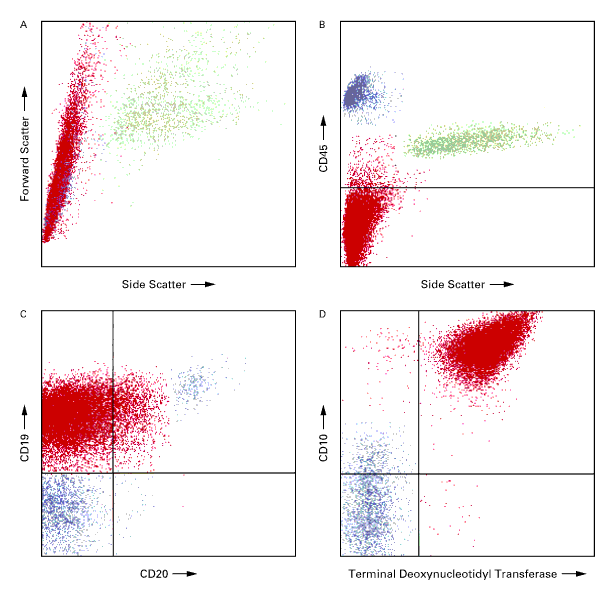 A
Forward Scatter
Side Scatter
B
CD45
Side Scatter
C
CD19
CD20
D
CD10
Terminal Deoxynucleotidyl Transferase